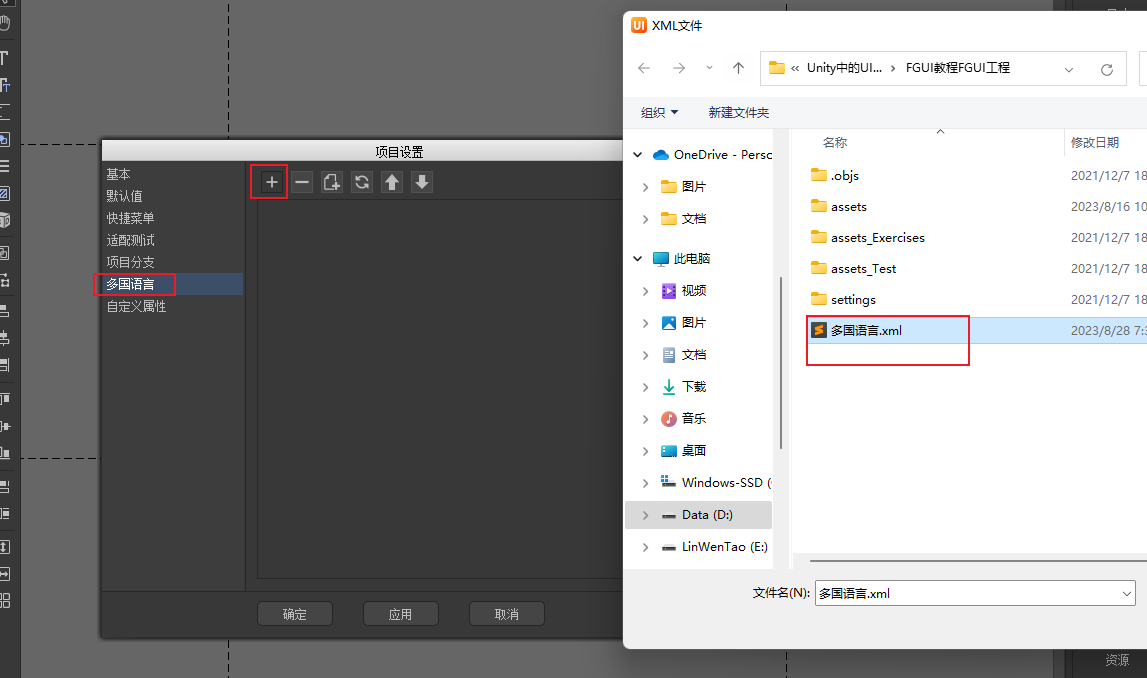 XML文件
« Unity中的UI... › FGUI教程FGUI工程
组织
新建文件夹
项目设置
基本
默认值
快捷菜单
适配测试
项目分支
多国语言
自定义属性
确定
应用
取消
OneDrive - Persc
图片
文档
此电脑
视频
图片
文档
下载
音乐
桌面
Windows-SSD (
Data (D:)
LinWenTao (E:)
名称
修改日期
.objs
2021/12/7 18
assets
2023/8/16 10
assets_Exercises
2021/12/7 18
assets_Test
2021/12/7 18
settings
2021/12/7 18
多国语言.xml
2023/8/28 7:3
文件名(N):
多国语言.xml
资源